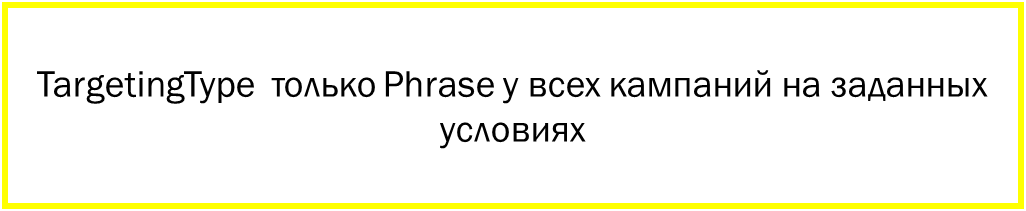 TargetingType  только Phrase у всех кампаний на заданных
условиях